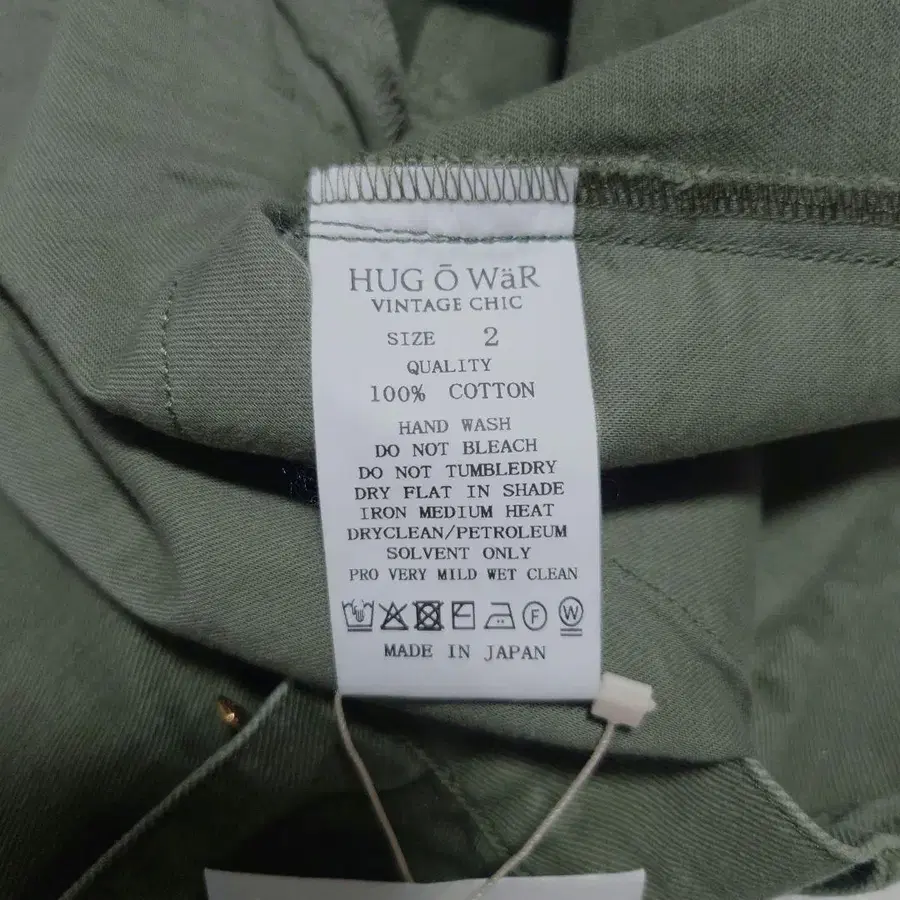 HUG Ō WäR
VINTAGE CHIC
SIZE 2
QUALITY
100% COTTON
HAND WASH
DO NOT BLEACH
DO NOT TUMBLEDRY
DRY FLAT IN SHADE
IRON MEDIUM HEAT
DRYCLEAN/PETROLEUM
SOLVENT ONLY
PRO VERY MILD WET CLEAN
F W
MADE IN JAPAN